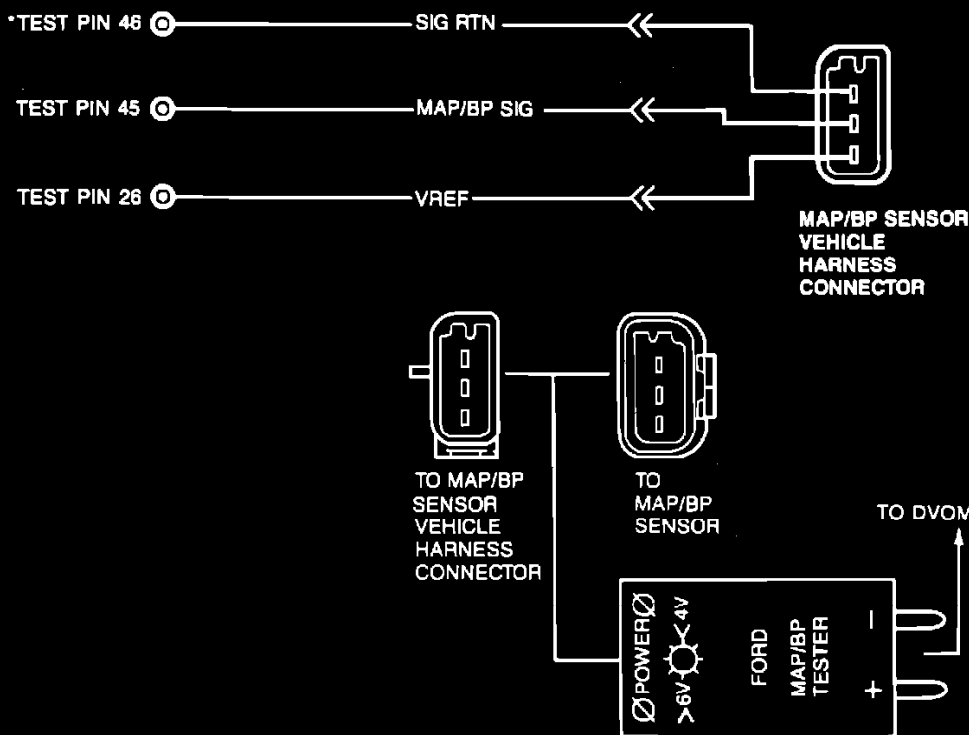 *TEST PIN 46 SIG RTN
TEST PIN 45 MAP/BP SIG
TEST PIN 26 VREF
MAP/BP SENSOR
VEHICLE
HARNESS
CONNECTOR
TO MAP/BP
SENSOR
VEHICLE
HARNESS
CONNECTOR
TO
MAP/BP
SENSOR
TO DVOM
POWER
>6V <4V
FORD
MAP/BP
TESTER
- +